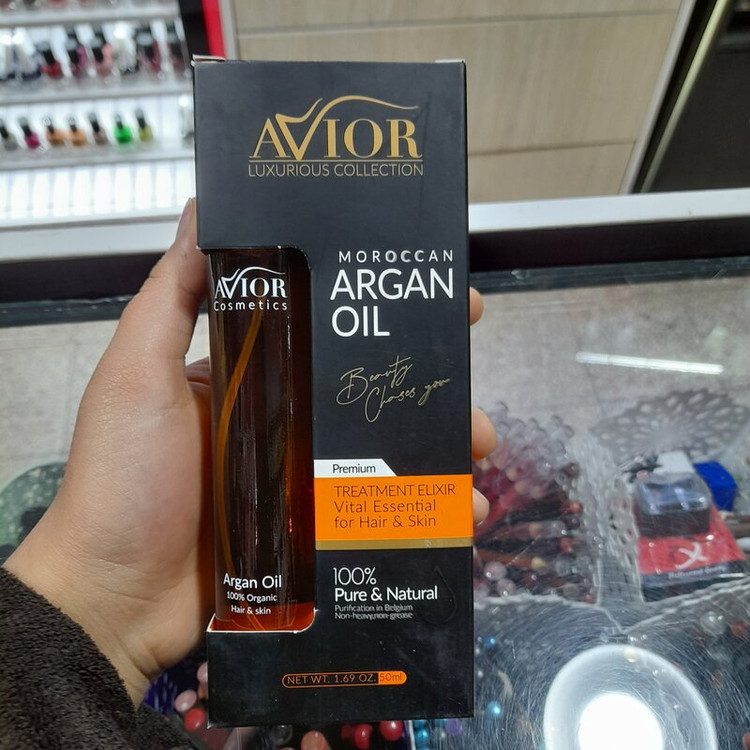 AVIOR
LUXURIOUS COLLECTION
MOROCCAN
ARGAN
OIL
Beauty
Chases you
Premium
TREATMENT ELIXIR
Vital Essential
for Hair & Skin
100%
Pure & Natural
Purification in Belgium
Non-heavy,non-grease
NET WT. 1.69 OZ. 50ml
AVIOR
Cosmetics
Argan Oil
100% Organic
Hair & skin